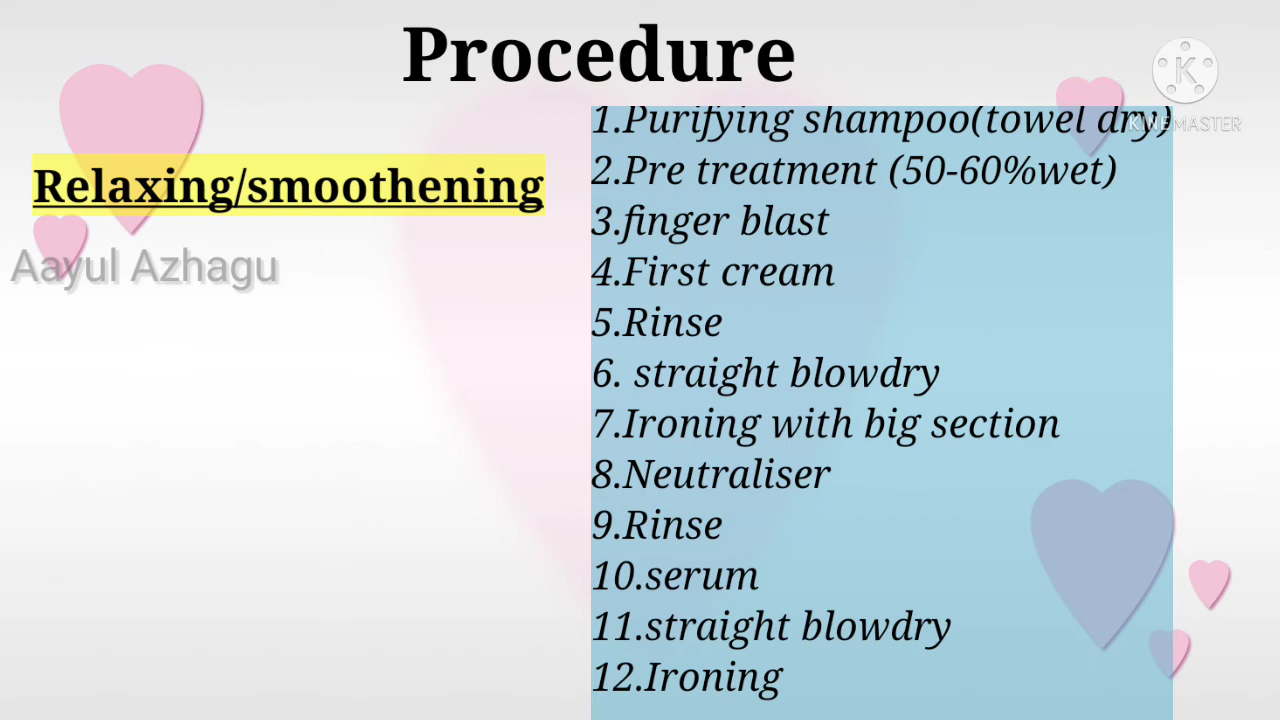 Procedure
K
KINEMASTER
Relaxing/smoothening
Aayul Azhagu
1.Purifying shampoo(towel dry)
2.Pre treatment (50-60%wet)
3.finger blast
4.First cream
5.Rinse
6. straight blowdry
7.Ironing with big section
8.Neutraliser
9.Rinse
10.serum
11.straight blowdry
12.Ironing